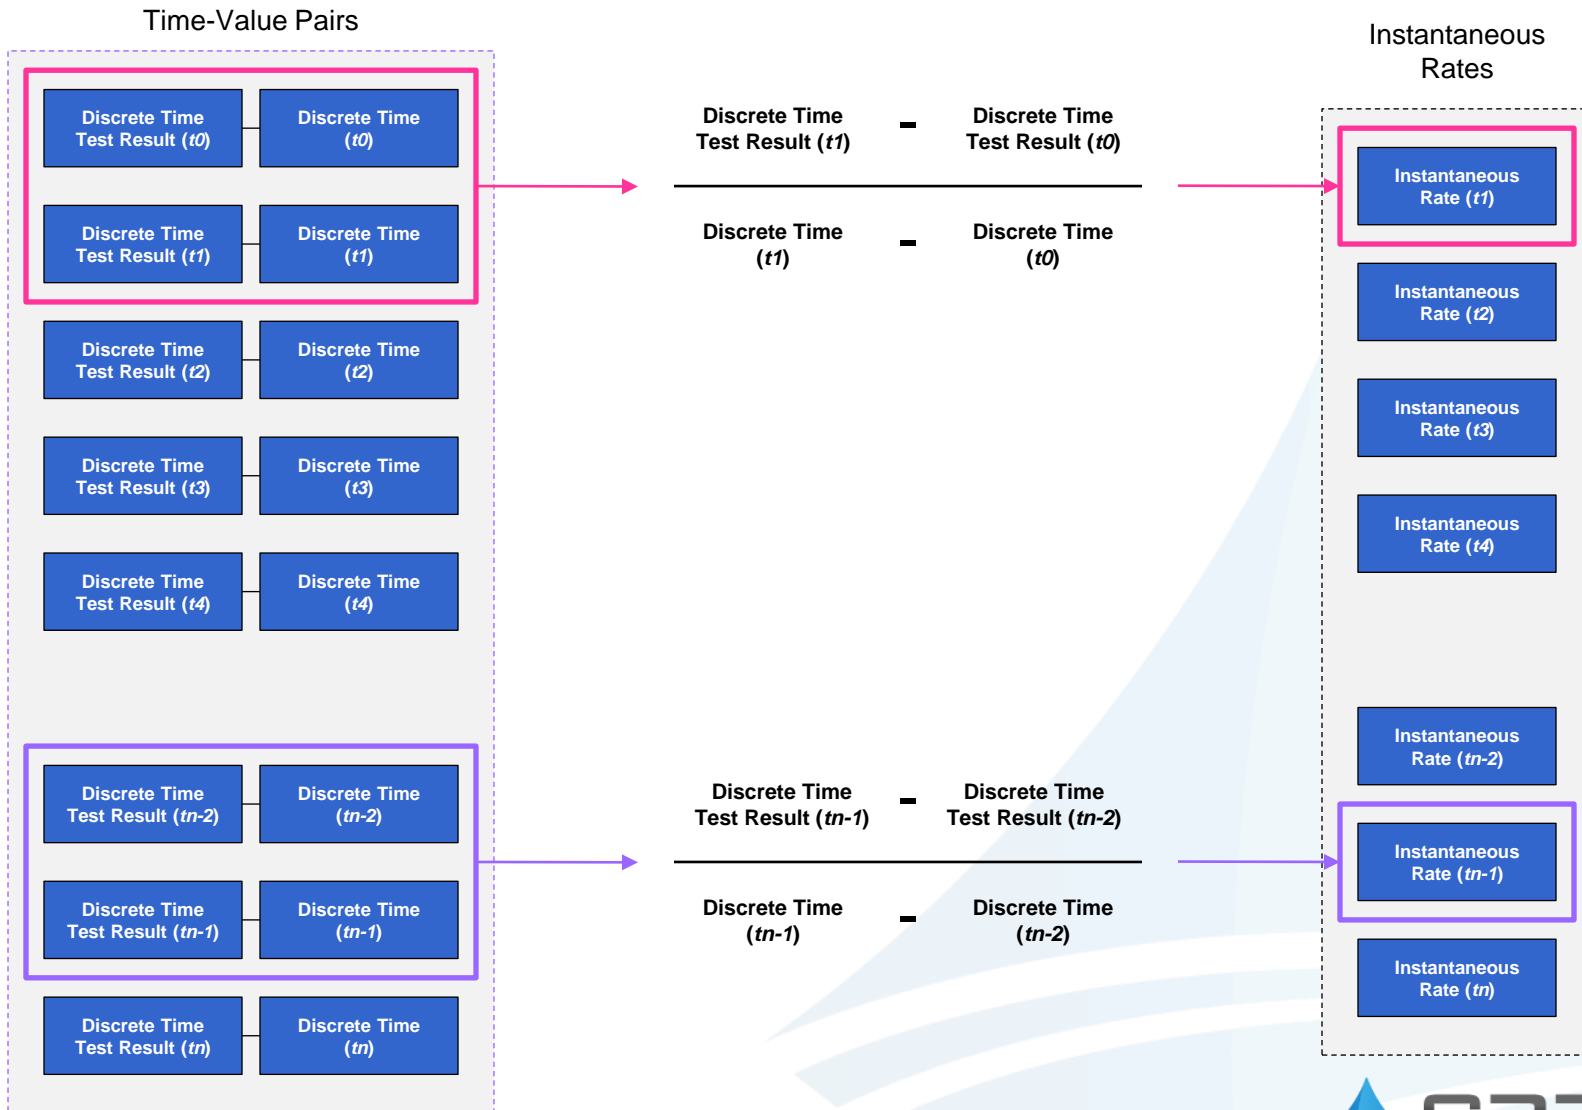 Time-Value Pairs
Instantaneous
Rates
Discrete Time
Test Result (t0)
Discrete Time
(t0)
Discrete Time
Test Result (t1)
Discrete Time
(t1)
Discrete Time
Test Result (t2)
Discrete Time
(t2)
Discrete Time
Test Result (t3)
Discrete Time
(t3)
Discrete Time
Test Result (t4)
Discrete Time
(t4)
Discrete Time
Test Result (tn-2)
Discrete Time
(tn-2)
Discrete Time
Test Result (tn-1)
Discrete Time
(tn-1)
Discrete Time
Test Result (tn)
Discrete Time
(tn)
Discrete Time
Test Result (t1)
-
Discrete Time
Test Result (t0)
Discrete Time
(t1)
-
Discrete Time
(t0)
Discrete Time
Test Result (tn-1)
-
Discrete Time
Test Result (tn-2)
Discrete Time
(tn-1)
-
Discrete Time
(tn-2)
Instantaneous
Rate (t1)
Instantaneous
Rate (t2)
Instantaneous
Rate (t3)
Instantaneous
Rate (t4)
Instantaneous
Rate (tn-2)
Instantaneous
Rate (tn-1)
Instantaneous
Rate (tn)